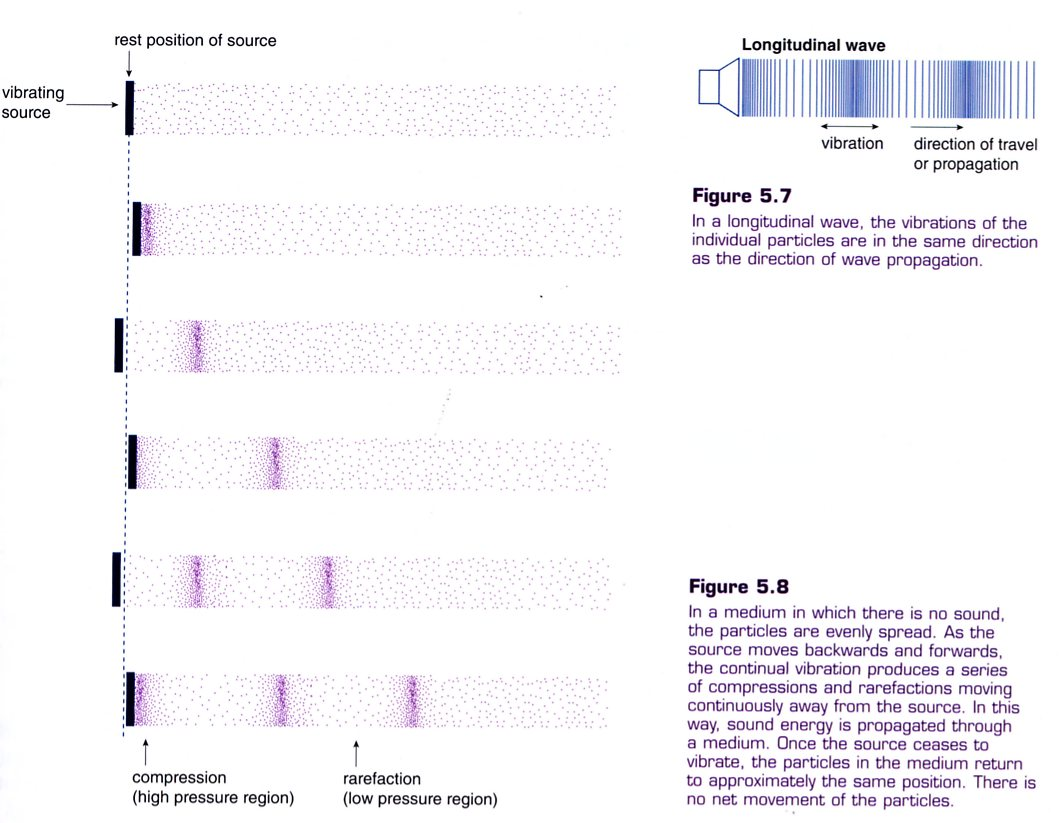 rest position of source
vibrating
source
compression
(high pressure region)
rarefaction
(low pressure region)
Longitudinal wave
vibration
direction of travel
or propagation
Figure 5.7
In a longitudinal wave, the vibrations of the
individual particles are in the same direction
as the direction of wave propagation.
Figure 5.8
In a medium in which there is no sound,
the particles are evenly spread. As the
source moves backwards and forwards,
the continual vibration produces a series
of compressions and rarefactions moving
continuously away from the source. In this
way, sound energy is propagated through
a medium. Once the source ceases to
vibrate, the particles in the medium return
to approximately the same position. There is
no net movement of the particles.